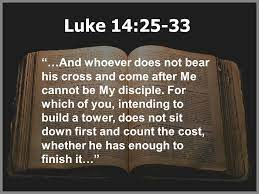 Luke 14:25-33
“…And whoever does not bear
his cross and come after Me
cannot be My disciple. For
which of you, intending to
build a tower, does not sit
down first and count the cost,
whether he has enough to
finish it…”